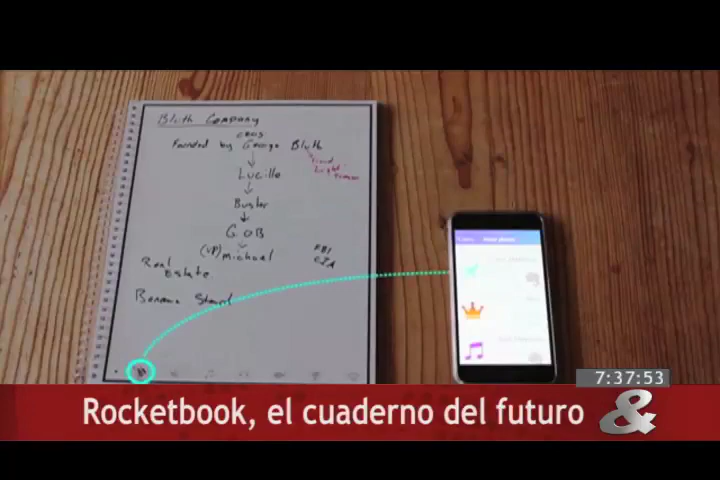 Bluth Company
CEOS
Founded by George Bluth
Lucille
Buster
GOB
(VP) Michael
FBI
CIA
Real
Estate
Banana Stand
7:37:53
Rocketbook, el cuaderno del futuro &